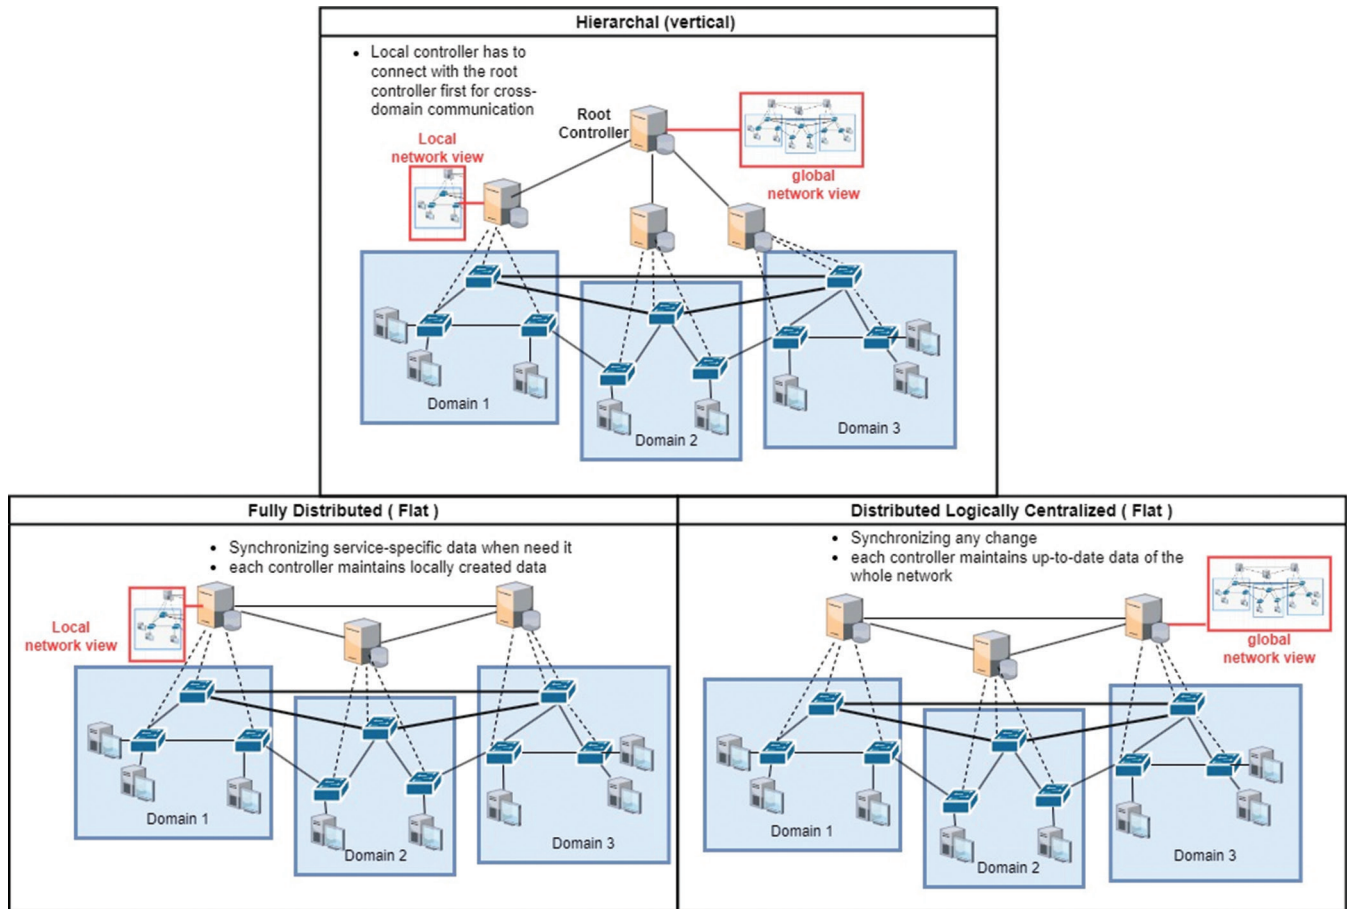 Hierarchal (vertical)
• Local controller has to
connect with the root
controller first for cross-
domain communication
Root
Controller
Local
network view
global
network view
Domain 1
Domain 2
Domain 3
Fully Distributed ( Flat )
• Synchronizing service-specific data when need it
• each controller maintains locally created data
Local
network view
Domain 1
Domain 2
Domain 3
Distributed Logically Centralized ( Flat )
• Synchronizing any change
• each controller maintains up-to-date data of the
whole network
global
network view
Domain 1
Domain 2
Domain 3